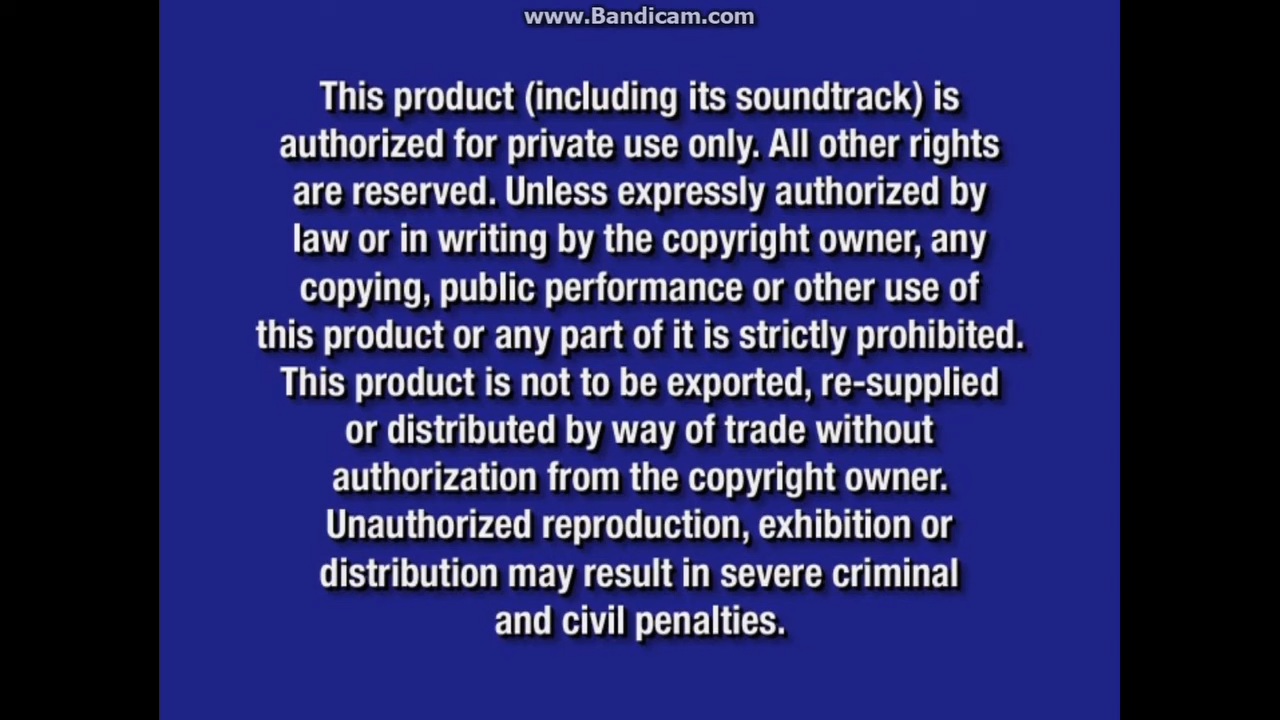 www.Bandicam.com
This product (including its soundtrack) is
authorized for private use only. All other rights
are reserved. Unless expressly authorized by
law or in writing by the copyright owner, any
copying, public performance or other use of
this product or any part of it is strictly prohibited.
This product is not to be exported, re-supplied
or distributed by way of trade without
authorization from the copyright owner.
Unauthorized reproduction, exhibition or
distribution may result in severe criminal
and civil penalties.